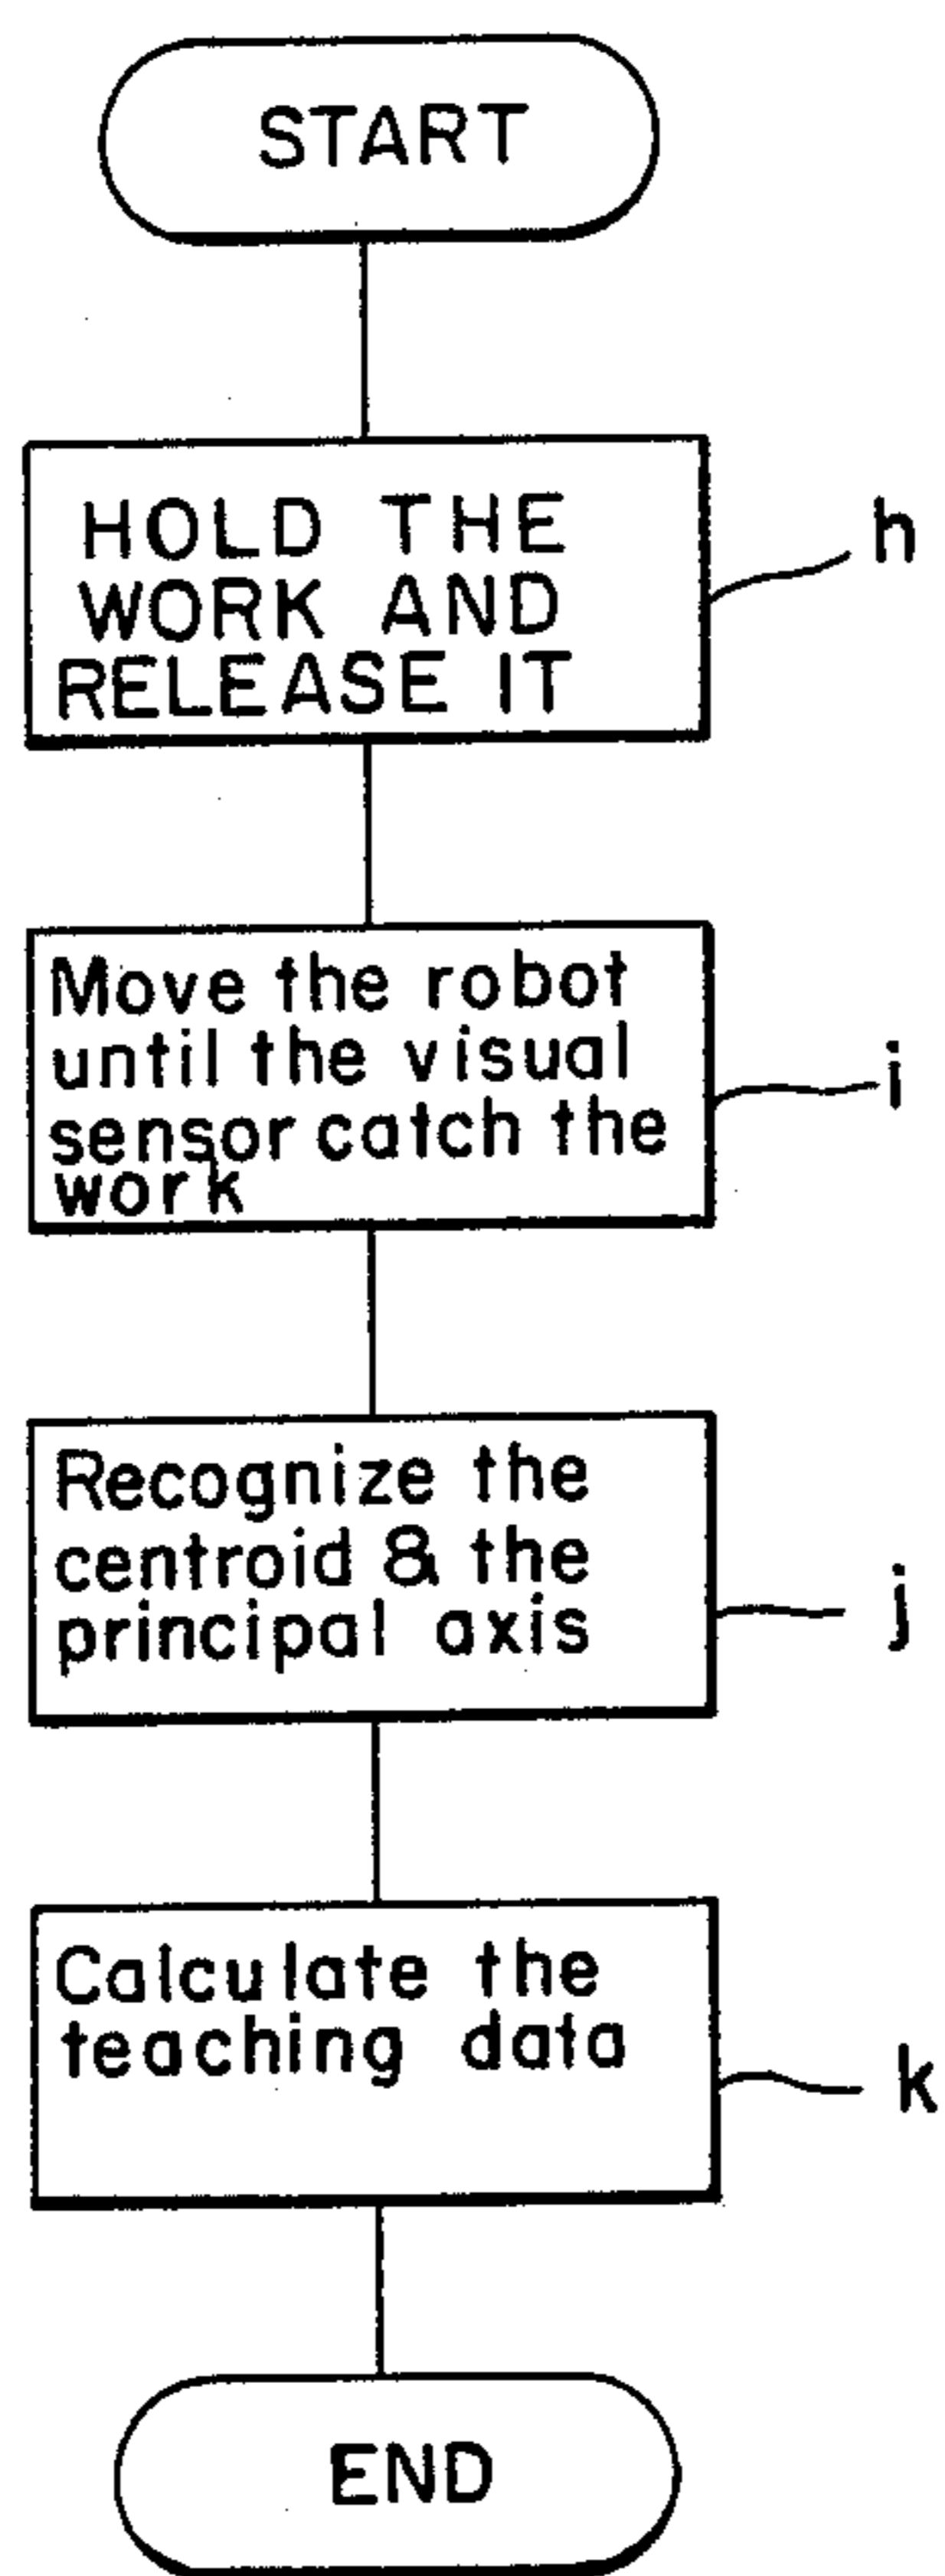 START
HOLD THE
WORK AND
RELEASE IT
h
Move the robot
until the visual
sensor catch the
work
i
Recognize the
centroid & the
principal axis
j
Calculate the
teaching data
k
END